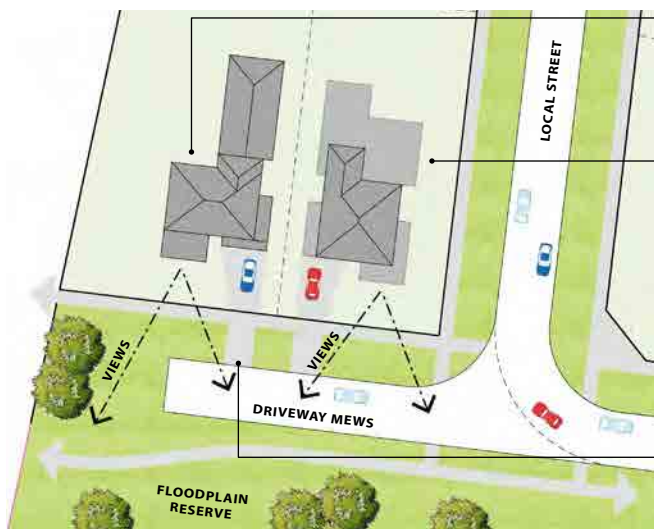 LOCAL STREET
VIEWS
VIEWS
DRIVEWAY MEWS
FLOODPLAIN
RESERVE